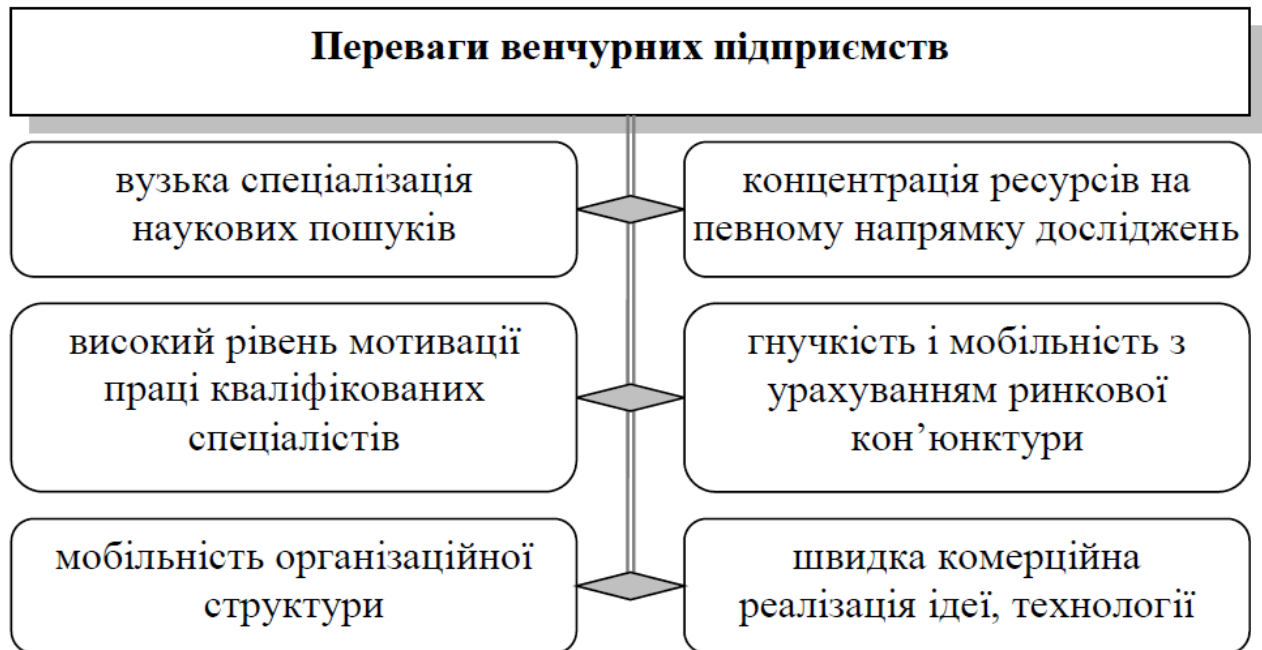 Переваги венчурних підприємств
вузька спеціалізація
наукових пошуків
концентрація ресурсів на
певному напрямку досліджень
високий рівень мотивації
праці кваліфікованих
спеціалістів
гнучкість і мобільність з
урахуванням ринкової
кон’юнктури
мобільність організаційної
структури
швидка комерційна
реалізація ідеї, технології